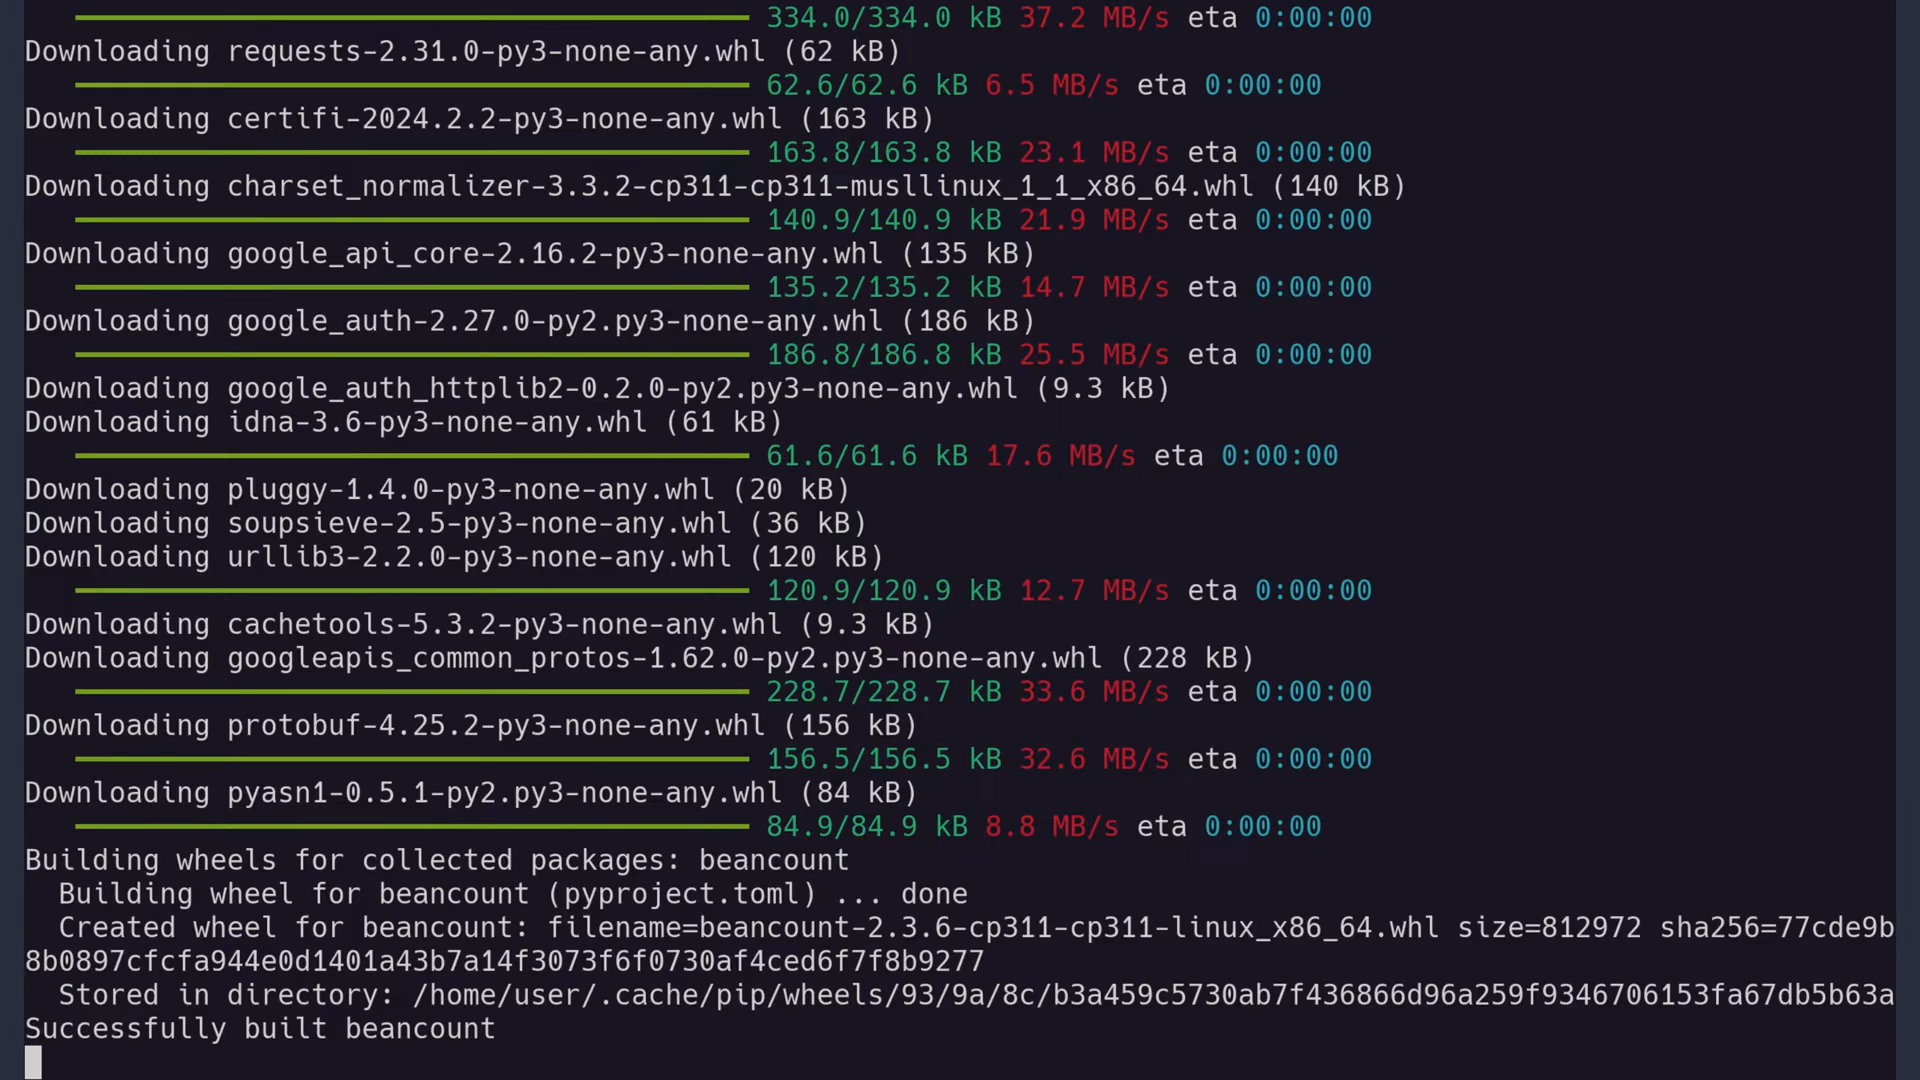 334.0/334.0 kB 37.2 MB/s eta 0:00:00
Downloading requests-2.31.0-py3-none-any.whl (62 kB)
62.6/62.6 kB 6.5 MB/s eta 0:00:00
Downloading certifi-2024.2.2-py3-none-any.whl (163 kB)
163.8/163.8 kB 23.1 MB/s eta 0:00:00
Downloading charset_normalizer-3.3.2-cp311-cp311-musllinux_1_1_x86_64.whl (140 kB)
140.9/140.9 kB 21.9 MB/s eta 0:00:00
Downloading google_api_core-2.16.2-py3-none-any.whl (135 kB)
135.2/135.2 kB 14.7 MB/s eta 0:00:00
Downloading google_auth-2.27.0-py2.py3-none-any.whl (186 kB)
186.8/186.8 kB 25.5 MB/s eta 0:00:00
Downloading google_auth_httplib2-0.2.0-py2.py3-none-any.whl (9.3 kB)
Downloading idna-3.6-py3-none-any.whl (61 kB)
61.6/61.6 kB 17.6 MB/s eta 0:00:00
Downloading pluggy-1.4.0-py3-none-any.whl (20 kB)
Downloading soupsieve-2.5-py3-none-any.whl (36 kB)
Downloading urllib3-2.2.0-py3-none-any.whl (120 kB)
120.9/120.9 kB 12.7 MB/s eta 0:00:00
Downloading cachetools-5.3.2-py3-none-any.whl (9.3 kB)
Downloading googleapis_common_protos-1.62.0-py2.py3-none-any.whl (228 kB)
228.7/228.7 kB 33.6 MB/s eta 0:00:00
Downloading protobuf-4.25.2-py3-none-any.whl (156 kB)
156.5/156.5 kB 32.6 MB/s eta 0:00:00
Downloading pyasn1-0.5.1-py2.py3-none-any.whl (84 kB)
84.9/84.9 kB 8.8 MB/s eta 0:00:00
Building wheels for collected packages: beancount
Building wheel for beancount (pyproject.toml) ... done
Created wheel for beancount: filename=beancount-2.3.6-cp311-cp311-linux_x86_64.whl size=812972 sha256=77cde9b
8b0897cfcfa944e0d1401a43b7a14f3073f6f0730af4ced6f7f8b9277
Stored in directory: /home/user/.cache/pip/wheels/93/9a/8c/b3a459c5730ab7f436866d96a259f9346706153fa67db5b63a
Successfully built beancount